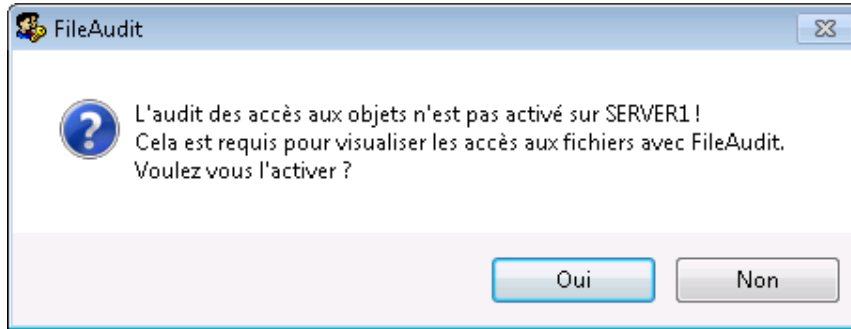 FileAudit
L'audit des accès aux objets n'est pas activé sur SERVER1 !
Cela est requis pour visualiser les accès aux fichiers avec FileAudit.
Voulez vous l'activer ?
Oui
Non